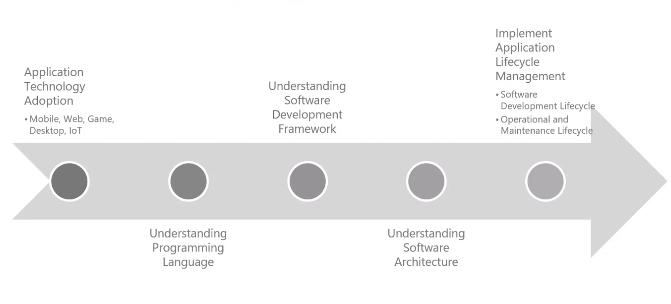 Application
Technology
Adoption
• Mobile, Web, Game,
Desktop, IoT
Understanding
Programming
Language
Understanding
Software
Development
Framework
Understanding
Software
Architecture
Implement
Application
Lifecycle
Management
• Software
Development Lifecycle
• Operational and
Maintenance Lifecycle